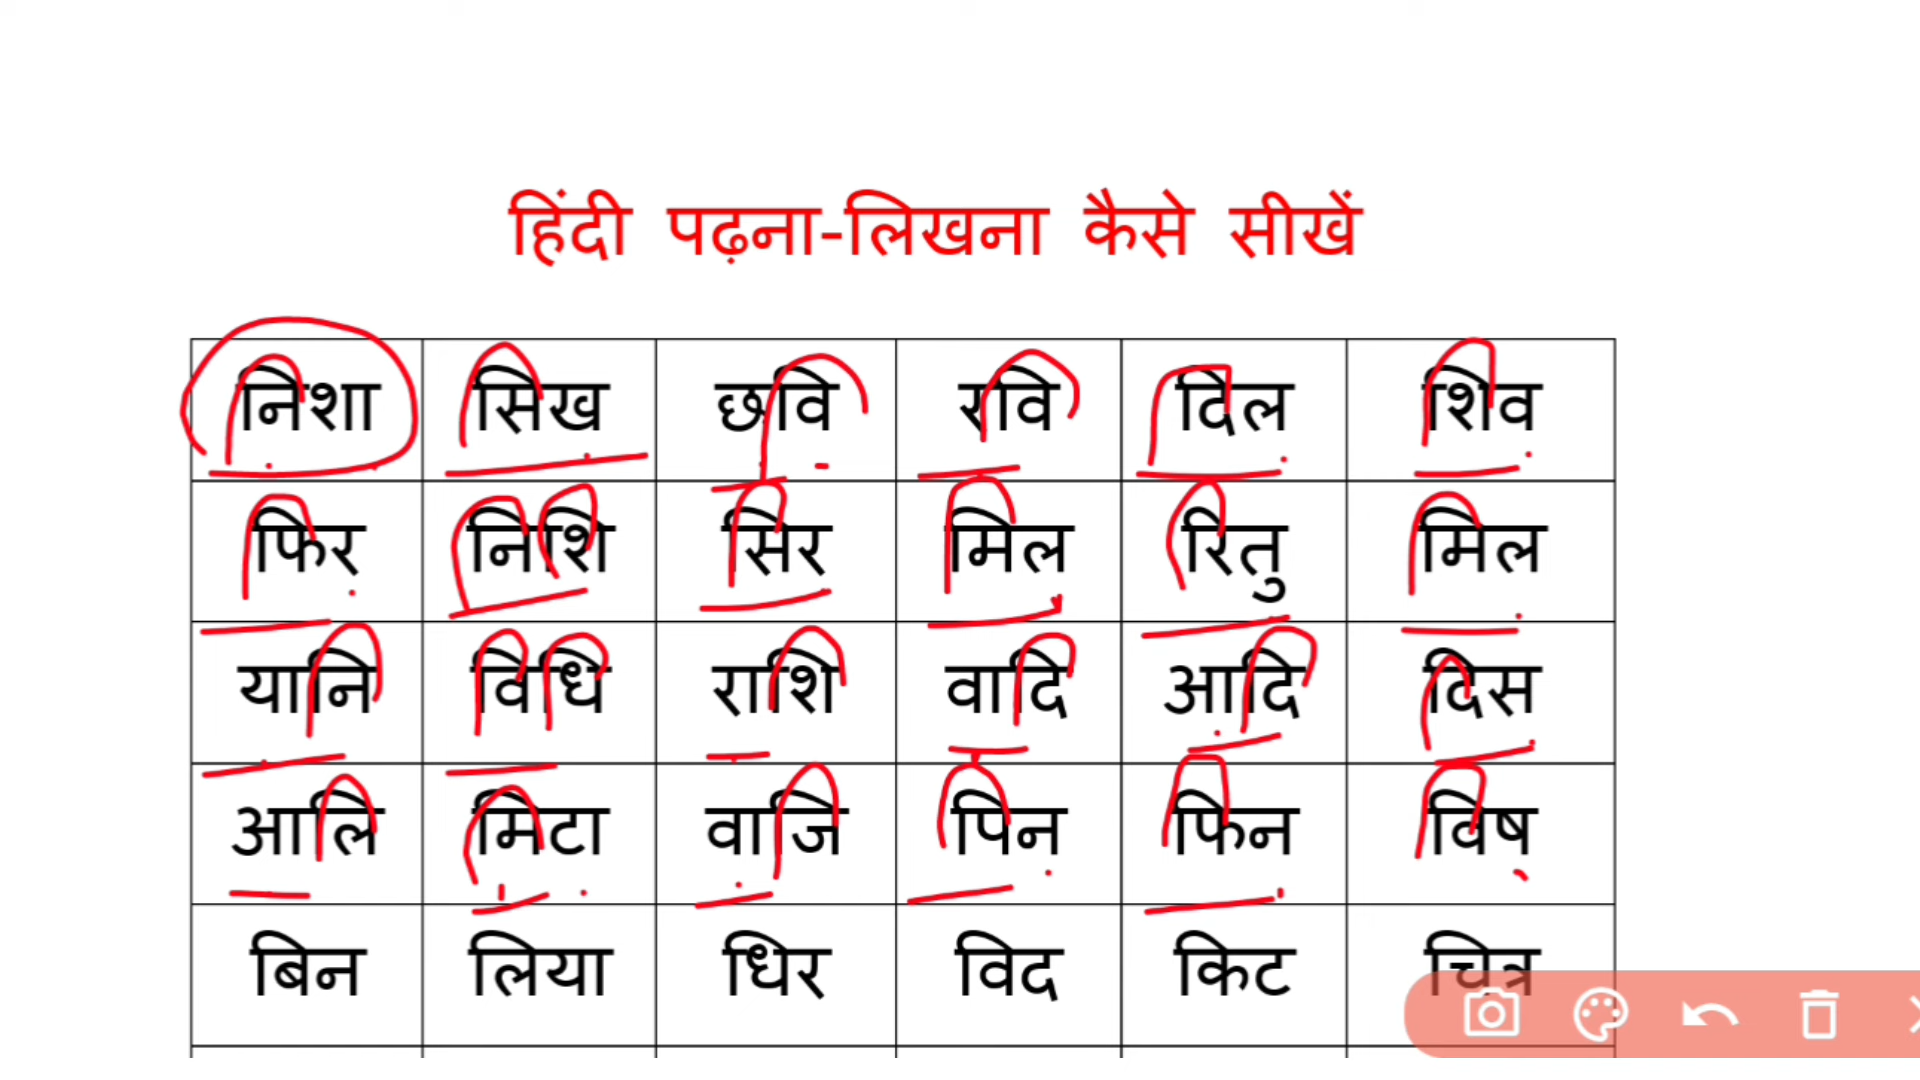 हिंदी पढ़ना-लिखना कैसे सीखें
निशा सिख छवि रवि दिल शिव
फिर निशि सिर मिल रितु मिल
यानि विधि राशि वादि आदि दिस
आलि मिटा वाजि पिन फिन विष्
बिन लिया धिर विद किट चित्र